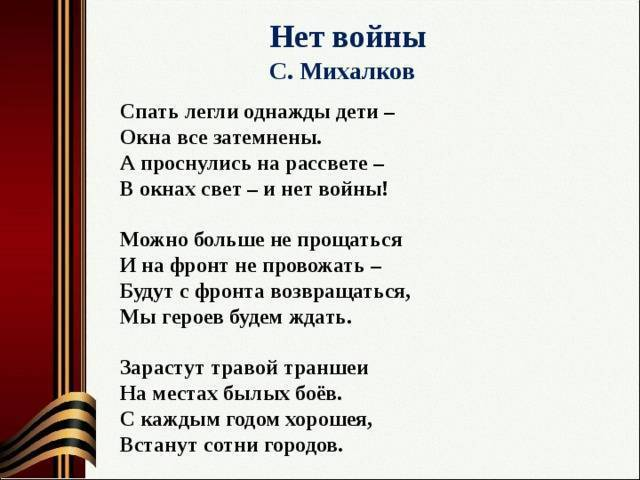 Нет войны
С. Михалков
Спать легли однажды дети –
Окна все затемнены.
А проснулись на рассвете –
В окнах свет – и нет войны!
Можно больше не прощаться
И на фронт не провожать –
Будут с фронта возвращаться,
Мы героев будем ждать.
Зарастут травой траншеи
На местах былых боёв.
С каждым годом хорошея,
Встанут сотни городов.